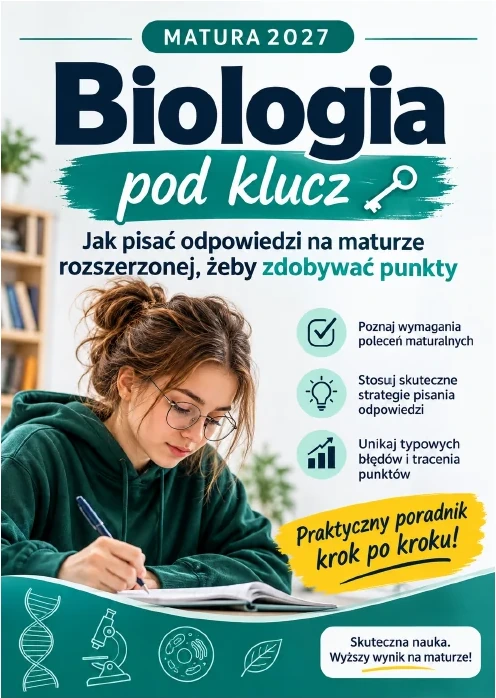 MATURA 2027
Biologia
pod klucz
Jak pisać odpowiedzi na maturze
rozszerzonej, żeby zdobywać punkty
Poznaj wymagania
poleceń maturalnych
Stosuj skuteczne
strategie pisania
odpowiedzi
Unikaj typowych
błędów i tracenia
punktów
Praktyczny poradnik
krok po kroku!
Skuteczna nauka.
Wyższy wynik na maturze!